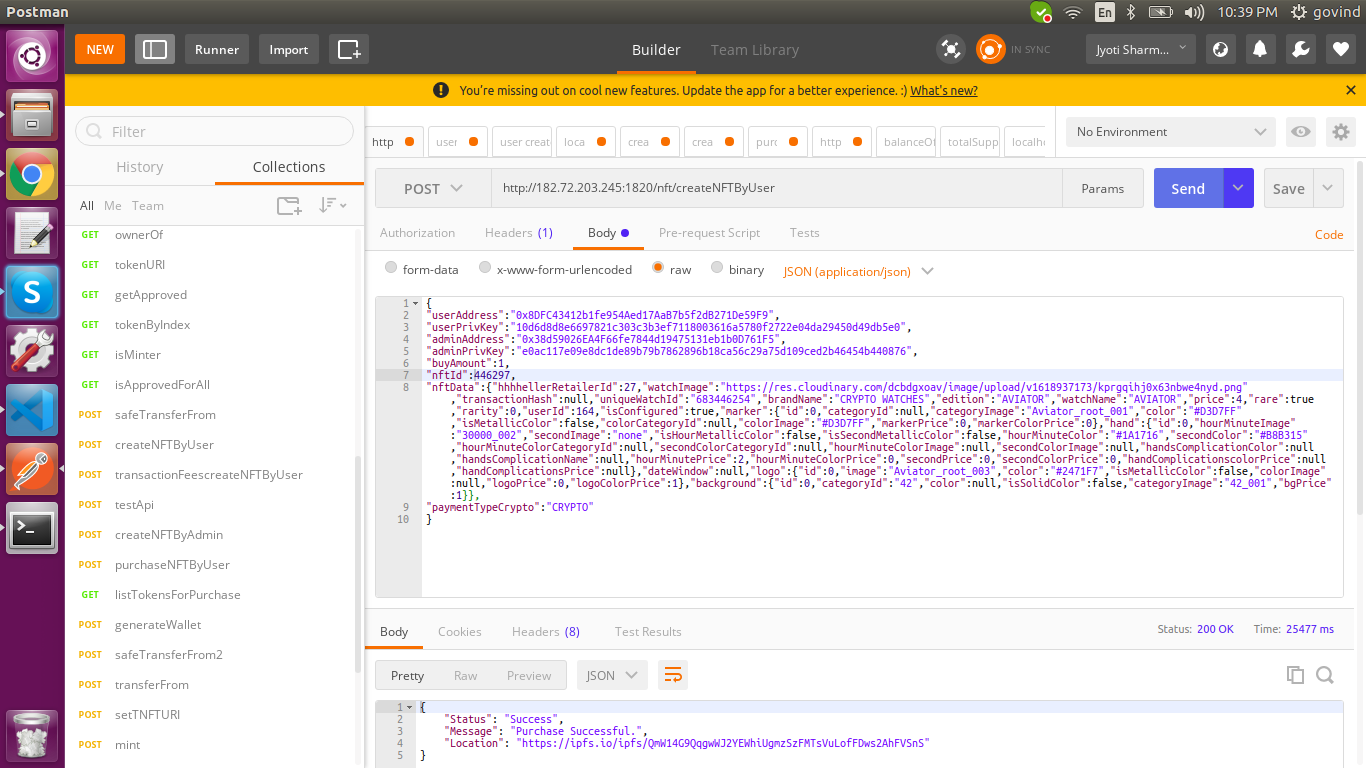 Postman
En
10:39 PM
govind
NEW
Runner
Import
Builder
Team Library
IN SYNC
Jyoti Sharm...
You're missing out on cool new features. Update the app for a better experience. :) What's new?
Filter
History
Collections
All
Me
Team
GET ownerOf
GET tokenURI
GET getApproved
GET tokenByIndex
POST isMinter
GET isApprovedForAll
POST safeTransferFrom
POST createNFTByUser
POST transactionFeescreateNFTByUser
POST testApi
POST createNFTByAdmin
POST purchaseNFTByUser
GET listTokensForPurchase
POST generateWallet
POST safeTransferFrom2
POST transferFrom
POST setTNFTURI
POST mint
http
user
user creat
loca
crea
crea
purc
http
balanceOf
totalSupp
localho
No Environment
POST
http://182.72.203.245:1820/nft/createNFTByUser
Params
Send
Save
Authorization
Headers (1)
Body
Pre-request Script
Tests
Code
form-data
x-www-form-urlencoded
raw
binary
JSON (application/json)
1 {
2 "userAddress":"0x8DFC43412b1fe954Aed17AaB7b5f2dB271De59F9",
3 "userPrivKey":"10d6d8d8e6697821c303c3b3ef7118003616a5780f2722e04da29450d49db5e0",
4 "adminAddress":"0x38d59026EA4F66fe7844d19475131eb1b0D761F5",
5 "adminPrivKey":"e0ac117e09e8dc1de89b79b7862896b18ca56c29a75d109ced2b46454b440876",
6 "buyAmount":1,
7 "nftId":446297,
8 "nftData":{"hhhhellerRetailerId":27,"watchImage":"https://res.cloudinary.com/dcbdgxoav/image/upload/v1618937173/kprgqihj0x63nbwe4nyd.png"
,"transactionHash":null,"uniqueWatchId":"683446254","brandName":"CRYPTO WATCHES","edition":"AVIATOR","watchName":"AVIATOR","price":4,"rare":true
,"rarity":0,"userId":164,"isConfigured":true,"marker":{"id":0,"categoryId":null,"categoryImage":"Aviator_root_001","color":"#D3D7FF"
,"isMetallicColor":false,"colorCategoryId":null,"colorImage":"#D3D7FF","markerPrice":0,"markerColorPrice":0},"hand":{"id":0,"hourMinuteImage"
:"30000_002","secondImage":"none","isHourMetallicColor":false,"isSecondMetallicColor":false,"hourMinuteColor":"#1A1716","secondColor":"#B8B315"
,"hourMinuteColorCategoryId":null,"secondColorCategoryId":null,"hourMinuteColorImage":null,"secondColorImage":null,"handsComplicationColor":null
,"handsComplicationName":null,"hourMinutePrice":2,"hourMinuteColorPrice":0,"secondPrice":0,"secondColorPrice":0,"handComplicationscolorPrice":null
,"handComplicationsPrice":null},"dateWindow":null,"logo":{"id":0,"image":"Aviator_root_003","color":"#2471F7","isMetallicColor":false,"colorImage"
:null,"logoPrice":0,"logoColorPrice":1},"background":{"id":0,"categoryId":"42","color":null,"isSolidColor":false,"categoryImage":"42_001","bgPrice"
:1}},
9 "paymentTypeCrypto":"CRYPTO"
10 }
Body
Cookies
Headers (8)
Test Results
Status: 200 OK
Time: 25477 ms
Pretty
Raw
Preview
JSON
1 {
2 "Status": "Success",
3 "Message": "Purchase Successful.",
4 "Location": "https://ipfs.io/ipfs/QmW14G9QqgwWJ2YEWhiUgmzSzFMTsVuLofFDws2AhFVSnS"
5 }